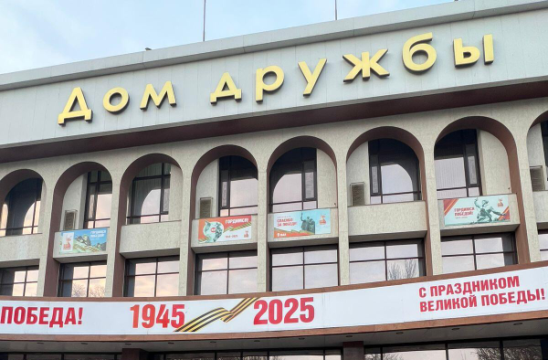 Дом дружбы
ПОБЕДА!
1945
2025
С ПРАЗДНИКОМ
ВЕЛИКОЙ ПОБЕДЫ!